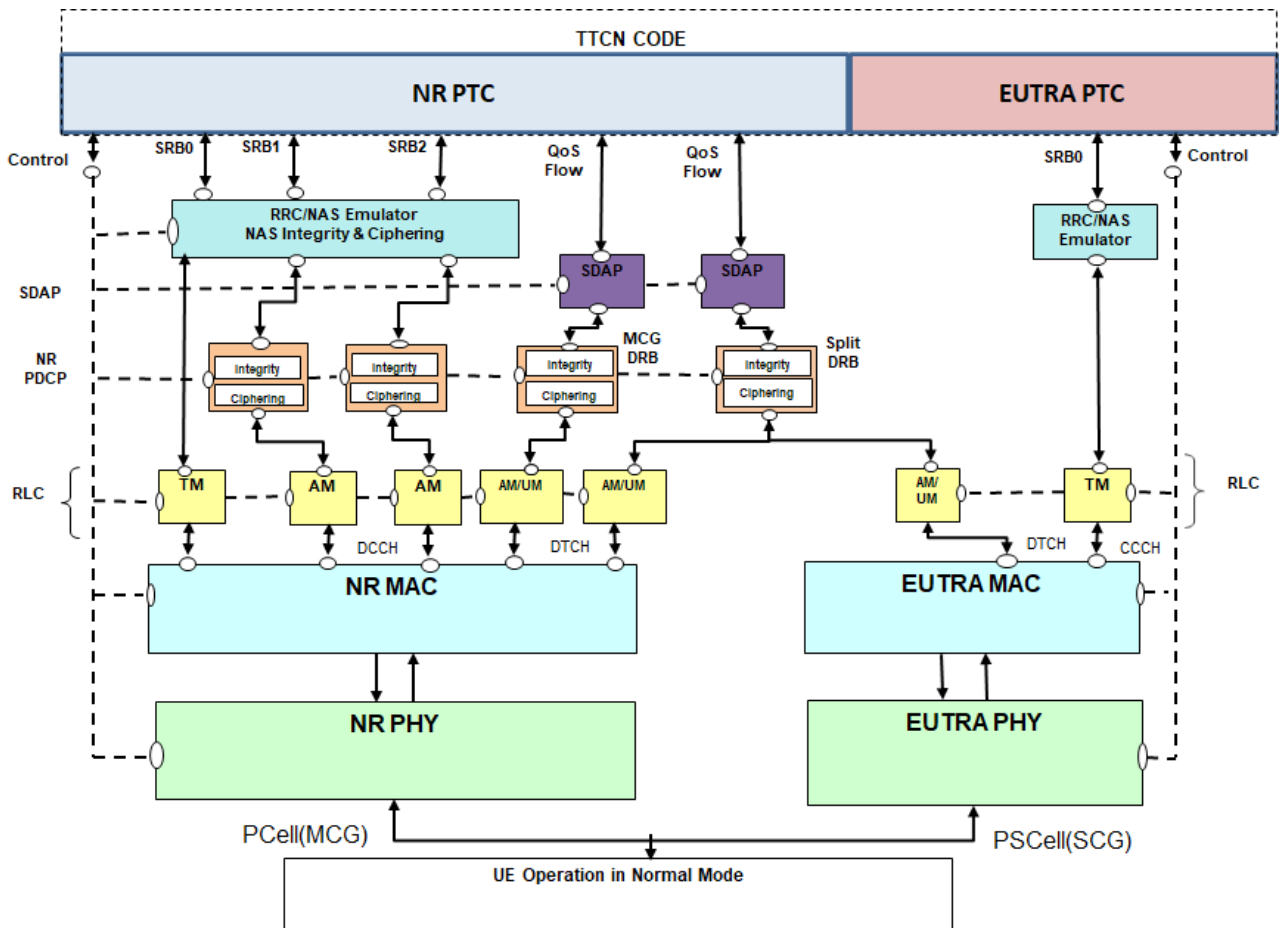 TTCN CODE
NR PTC
EUTRA PTC
Control
SRB0
SRB1
SRB2
QoS
Flow
QoS
Flow
SRB0
Control
RRC/NAS Emulator
NAS Integrity & Ciphering
RRC/NAS
Emulator
SDAP
SDAP
SDAP
NR
PDCP
Integrity
Ciphering
Integrity
Ciphering
MCG
DRB
Integrity
Ciphering
Split
DRB
Integrity
Ciphering
RLC
TM
AM
AM
AM/UM
AM/UM
AM/
UM
TM
RLC
DCCH
DTCH
DTCH
CCCH
NR MAC
EUTRA MAC
NR PHY
EUTRA PHY
PCell(MCG)
PSCell(SCG)
UE Operation in Normal Mode